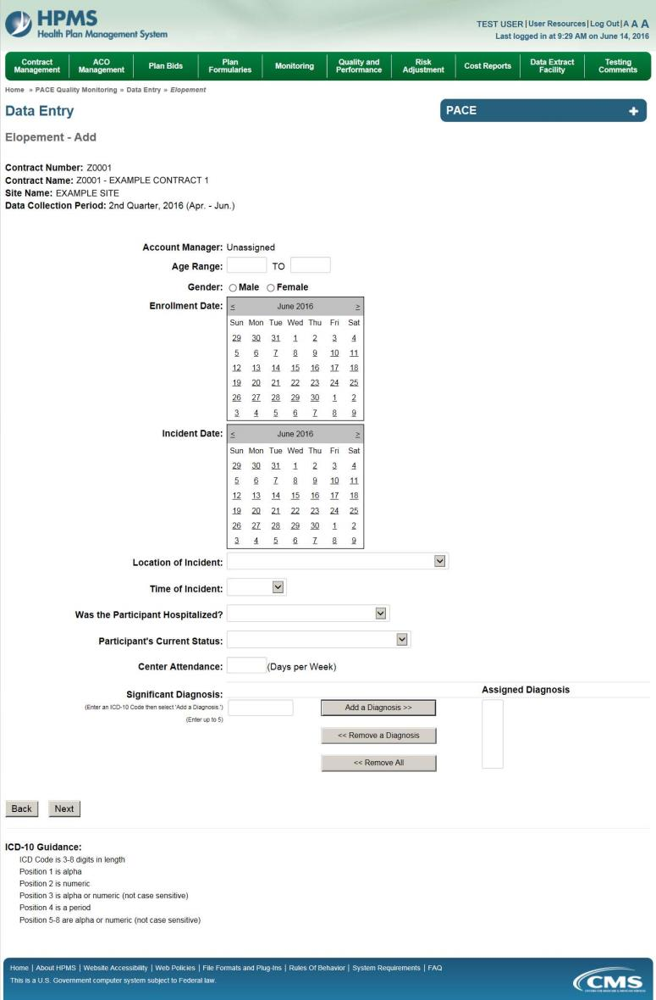 HPMS
Health Plan Management System
TEST USER | User Resources | Log Out | A A A
Last logged in at 9:29 AM on June 14, 2016
Contract Management
ACO Management
Plan Bids
Plan Formularies
Monitoring
Quality and Performance
Risk Adjustment
Cost Reports
Data Extract Facility
Testing Comments
Home » PACE Quality Monitoring » Data Entry » Elopement
Data Entry
PACE +
Elopement - Add
Contract Number: Z0001
Contract Name: Z0001 - EXAMPLE CONTRACT 1
Site Name: EXAMPLE SITE
Data Collection Period: 2nd Quarter, 2016 (Apr. - Jun.)
Account Manager: Unassigned
Age Range: TO
Gender: Male Female
Enrollment Date: < June 2016 >
Sun Mon Tue Wed Thu Fri Sat
29 30 31 1 2 3 4
5 6 7 8 9 10 11
12 13 14 15 16 17 18
19 20 21 22 23 24 25
26 27 28 29 30 1 2
3 4 5 6 7 8 9
Incident Date: < June 2016 >
Sun Mon Tue Wed Thu Fri Sat
29 30 31 1 2 3 4
5 6 7 8 9 10 11
12 13 14 15 16 17 18
19 20 21 22 23 24 25
26 27 28 29 30 1 2
3 4 5 6 7 8 9
Location of Incident:
Time of Incident:
Was the Participant Hospitalized?
Participant's Current Status:
Center Attendance: (Days per Week)
Significant Diagnosis:
Assigned Diagnosis
(Enter an ICD-10 Code then select 'Add a Diagnosis.')
(Enter up to 5)
Add a Diagnosis >>
<< Remove a Diagnosis
<< Remove All
Back Next
ICD-10 Guidance:
ICD Code is 3-8 digits in length
Position 1 is alpha
Position 2 is numeric
Position 3 is alpha or numeric (not case sensitive)
Position 4 is a period
Position 5-8 are alpha or numeric (not case sensitive)
Home | About HPMS | Website Accessibility | Web Policies | File Formats and Plug-Ins | Rules Of Behavior | System Requirements | FAQ
This is a U.S. Government computer system subject to Federal law.
CMS